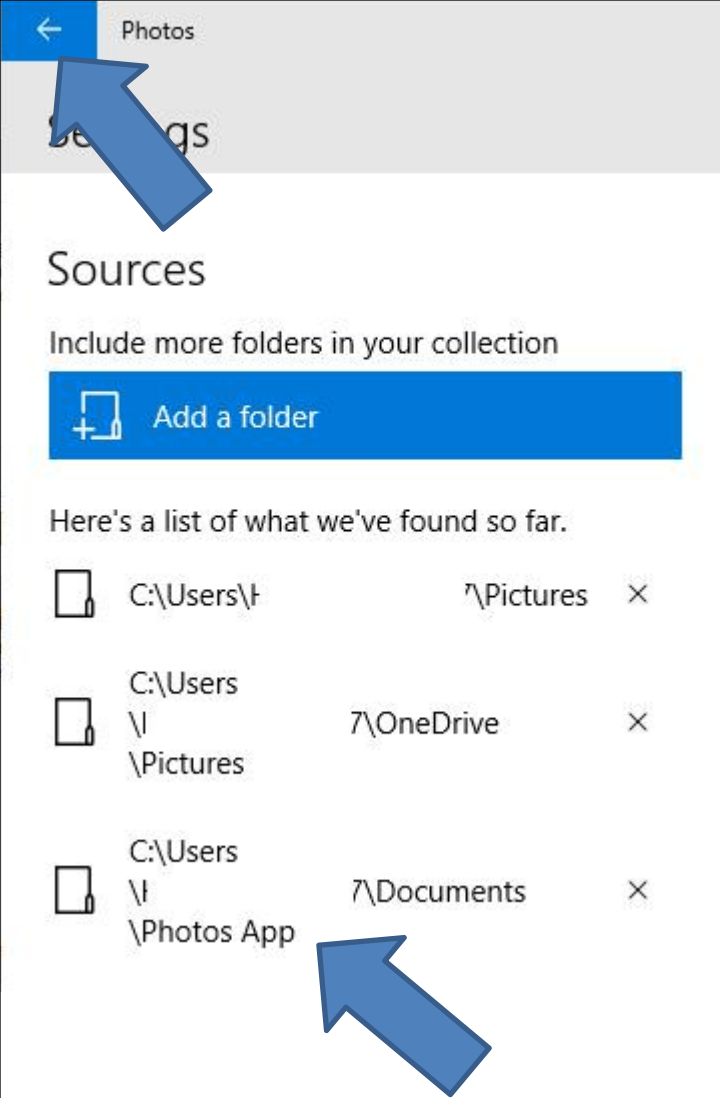 Photos
Settings
Sources
Include more folders in your collection
Add a folder
Here's a list of what we've found so far.
C:\Users\ \Pictures
C:\Users
\ 7\OneDrive
\Pictures
C:\Users
\ 7\Documents
\Photos App